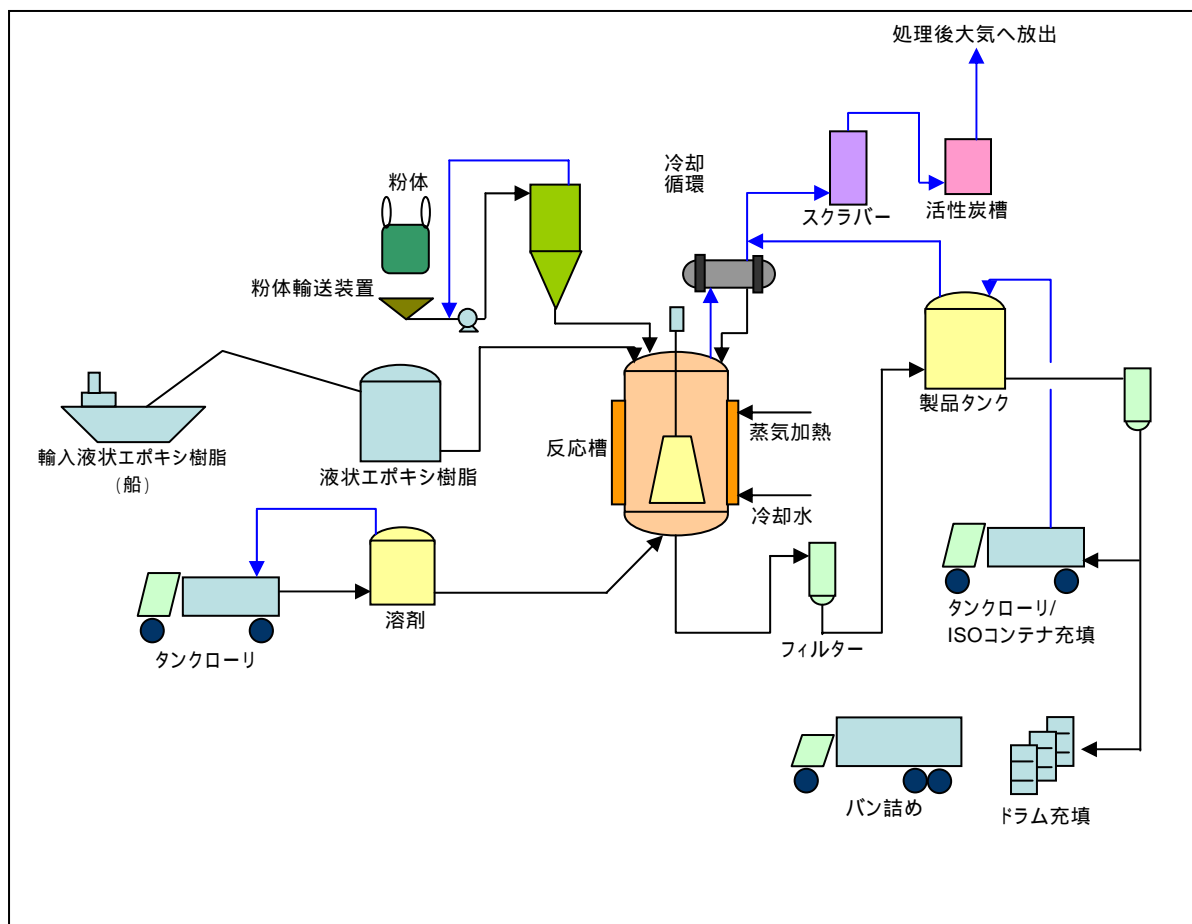 処理後大気へ放出
冷却
循環
スクラバー
活性炭槽
粉体
粉体輸送装置
輸入液状エポキシ樹脂
(船)
液状エポキシ樹脂
反応槽
蒸気加熱
冷却水
製品タンク
タンクローリ
溶剤
フィルター
タンクローリ/
ISOコンテナ充填
バン詰め
ドラム充填